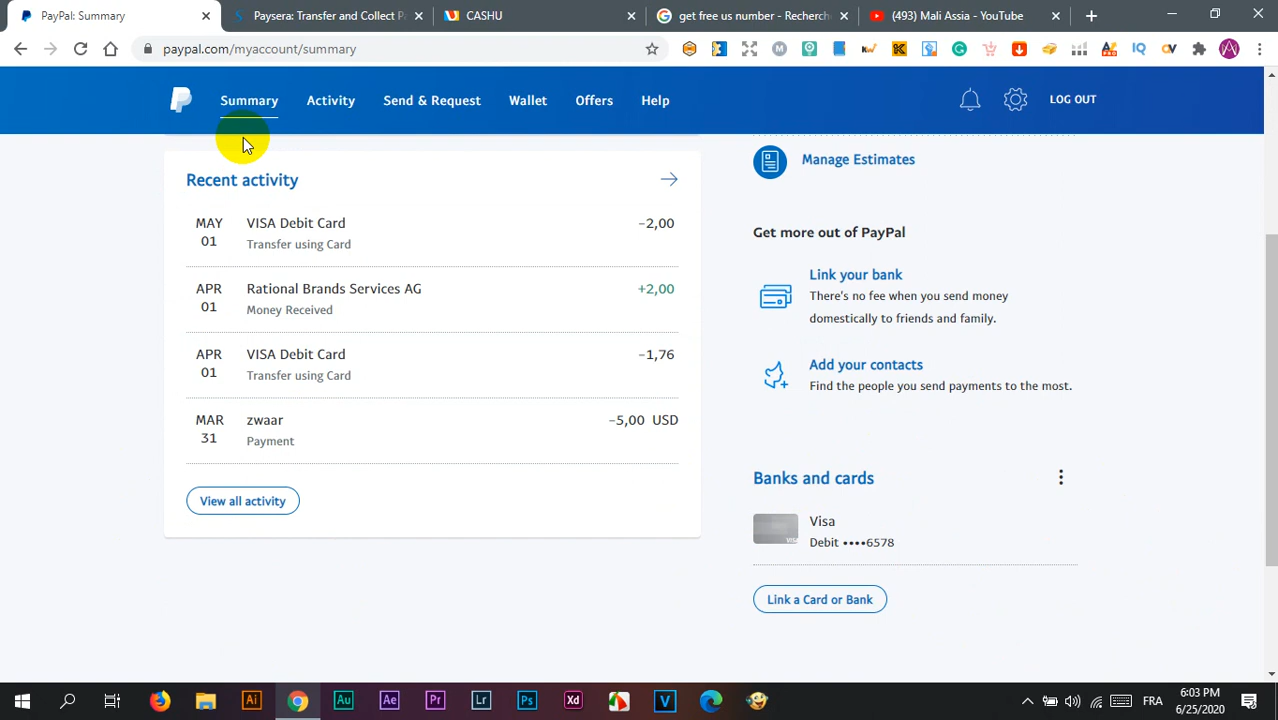 PayPal: Summary
Paysera: Transfer and Collect P
CASHU
get free us number - Recherch
(493) Mali Assia - YouTube
paypal.com/myaccount/summary
Summary
Activity
Send & Request
Wallet
Offers
Help
LOG OUT
Recent activity
MAY
01
VISA Debit Card
Transfer using Card
-2,00
APR
01
Rational Brands Services AG
Money Received
+2,00
APR
01
VISA Debit Card
Transfer using Card
-1,76
MAR
31
zwaar
Payment
-5,00 USD
View all activity
Manage Estimates
Get more out of PayPal
Link your bank
There's no fee when you send money
domestically to friends and family.
Add your contacts
Find the people you send payments to the most.
Banks and cards
Visa
Debit ••••6578
Link a Card or Bank
FRA
6:03 PM
6/25/2020